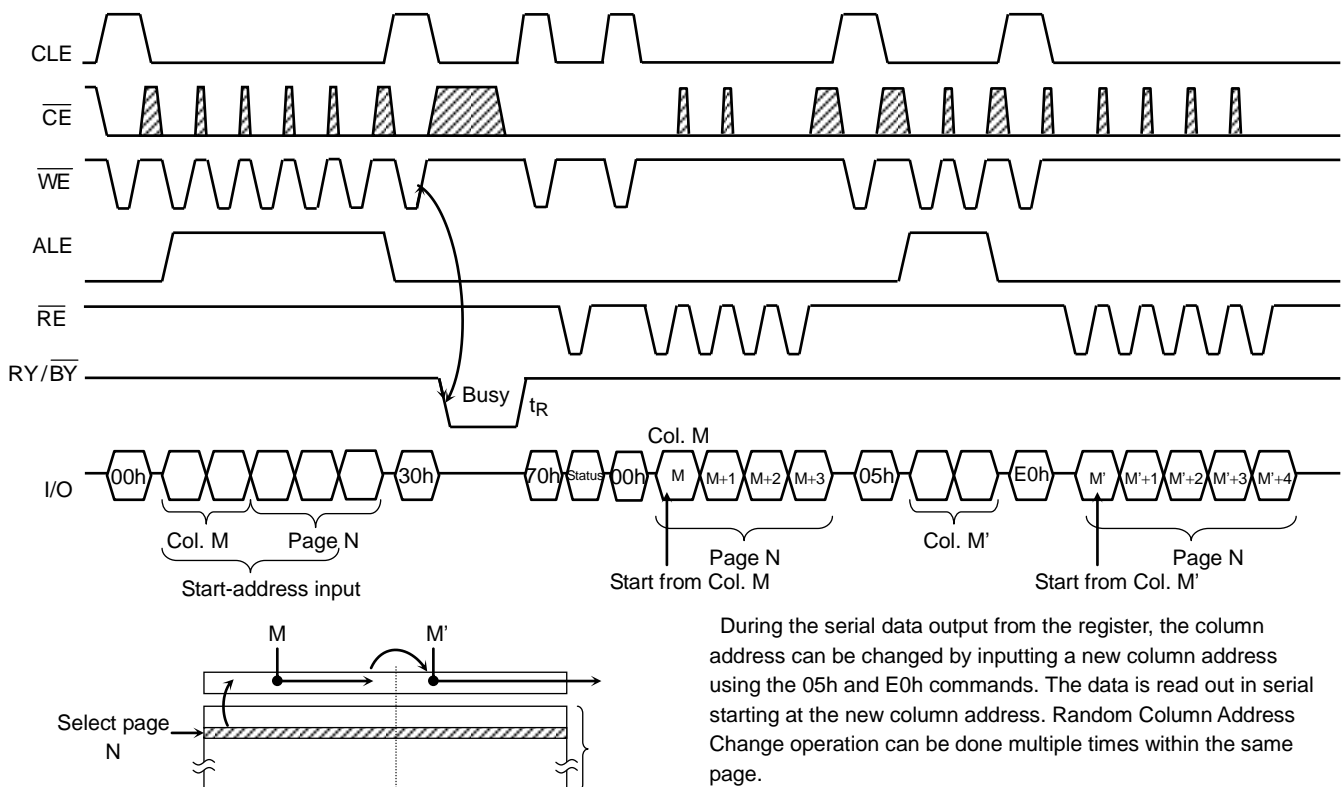 CLE
CE
WE
ALE
RE
RY/BY
Busy
tR
Col. M
I/O
00h
30h
70h
Status
00h
M
M+1
M+2
M+3
05h
E0h
M'
M'+1
M'+2
M'+3
M'+4
Col. M
Page N
Page N
Col. M’
Page N
Start-address input
Start from Col. M
Start from Col. M’
M
M’
Select page
N
During the serial data output from the register, the column
address can be changed by inputting a new column address
using the 05h and E0h commands. The data is read out in serial
starting at the new column address. Random Column Address
Change operation can be done multiple times within the same
page.